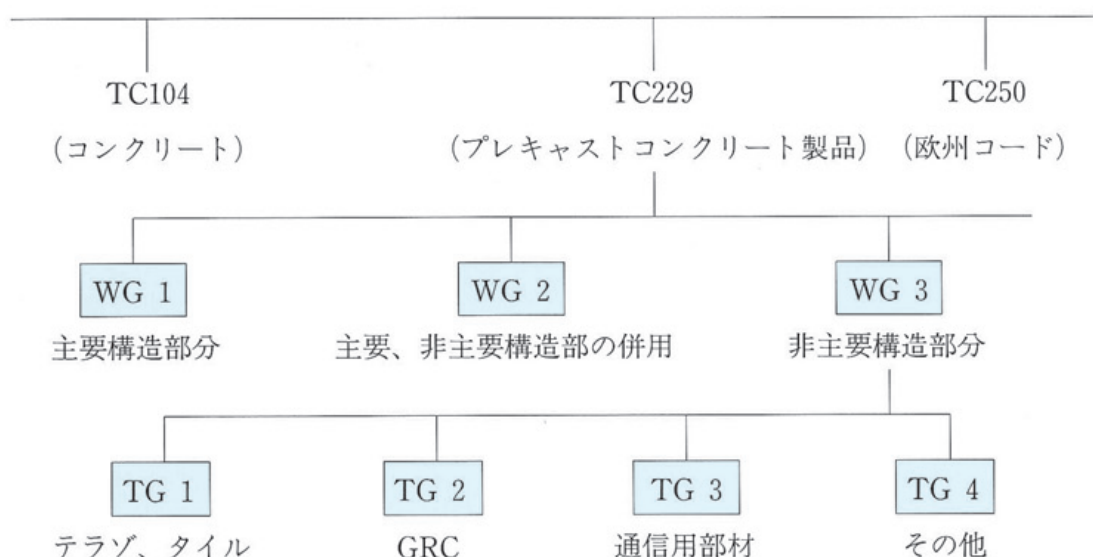 TC104 TC229 TC250
(コンクリート) (プレキャストコンクリート製品) (欧州コード)
WG 1 WG 2 WG 3
主要構造部分 主要、非主要構造部の併用 非主要構造部分
TG 1 TG 2 TG 3 TG 4
テラゾ、タイル GRC 通信用部材 その他